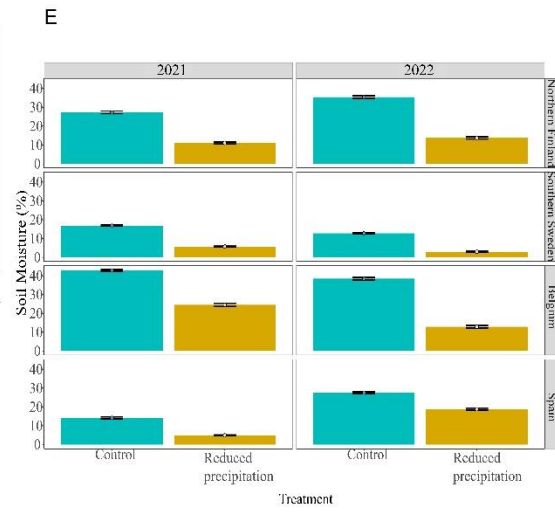 E
2021 2022
Soil Moisture (%)
40
30
20
10
0
Northern Finland
40
30
20
10
0
Southern Sweden
40
30
20
10
0
Belgium
40
30
20
10
0
Spain
Control Reduced precipitation Control Reduced precipitation
Treatment